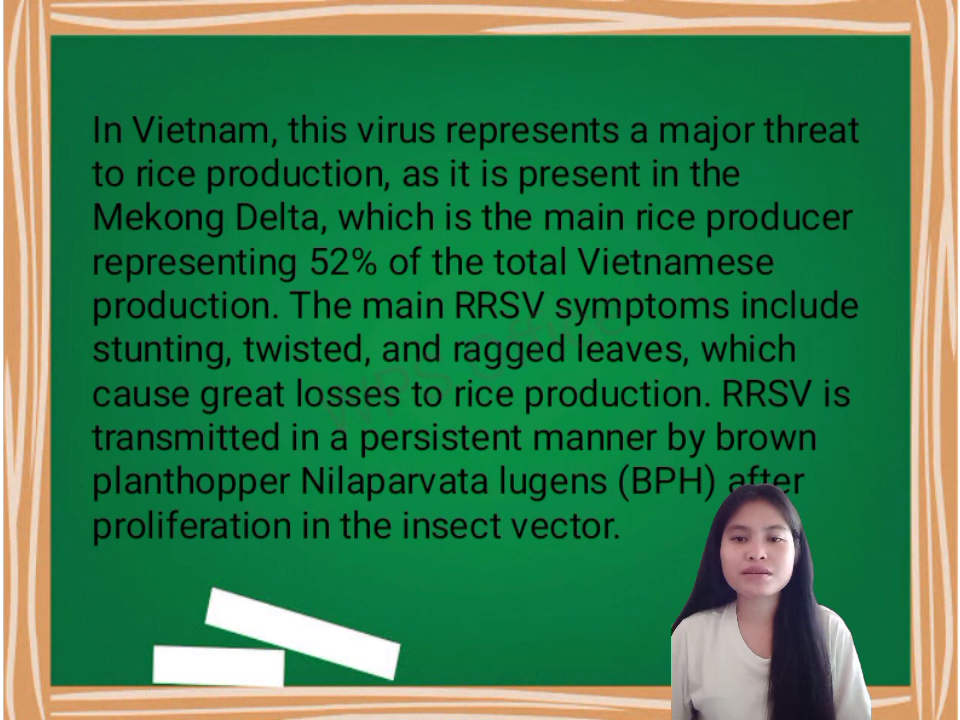 In Vietnam, this virus represents a major threat
to rice production, as it is present in the
Mekong Delta, which is the main rice producer
representing 52% of the total Vietnamese
production. The main RRSV symptoms include
stunting, twisted, and ragged leaves, which
cause great losses to rice production. RRSV is
transmitted in a persistent manner by brown
planthopper Nilaparvata lugens (BPH) after
proliferation in the insect vector.